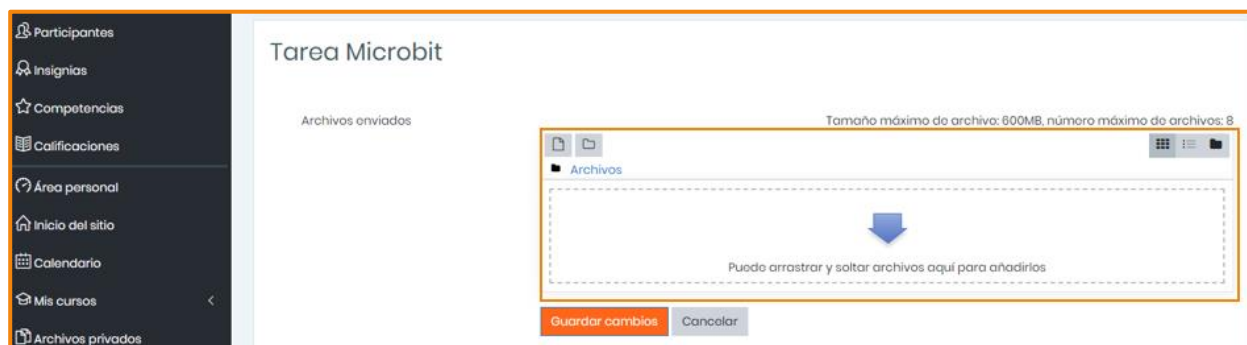 Participantes
Insignias
Competencias
Calificaciones
Área personal
Inicio del sitio
Calendario
Mis cursos
Archivos privados
Tarea Microbit
Archivos enviados
Tamaño máximo de archivo: 600MB, número máximo de archivos: 8
Archivos
Puede arrastrar y soltar archivos aquí para añadirlos
Guardar cambios
Cancelar